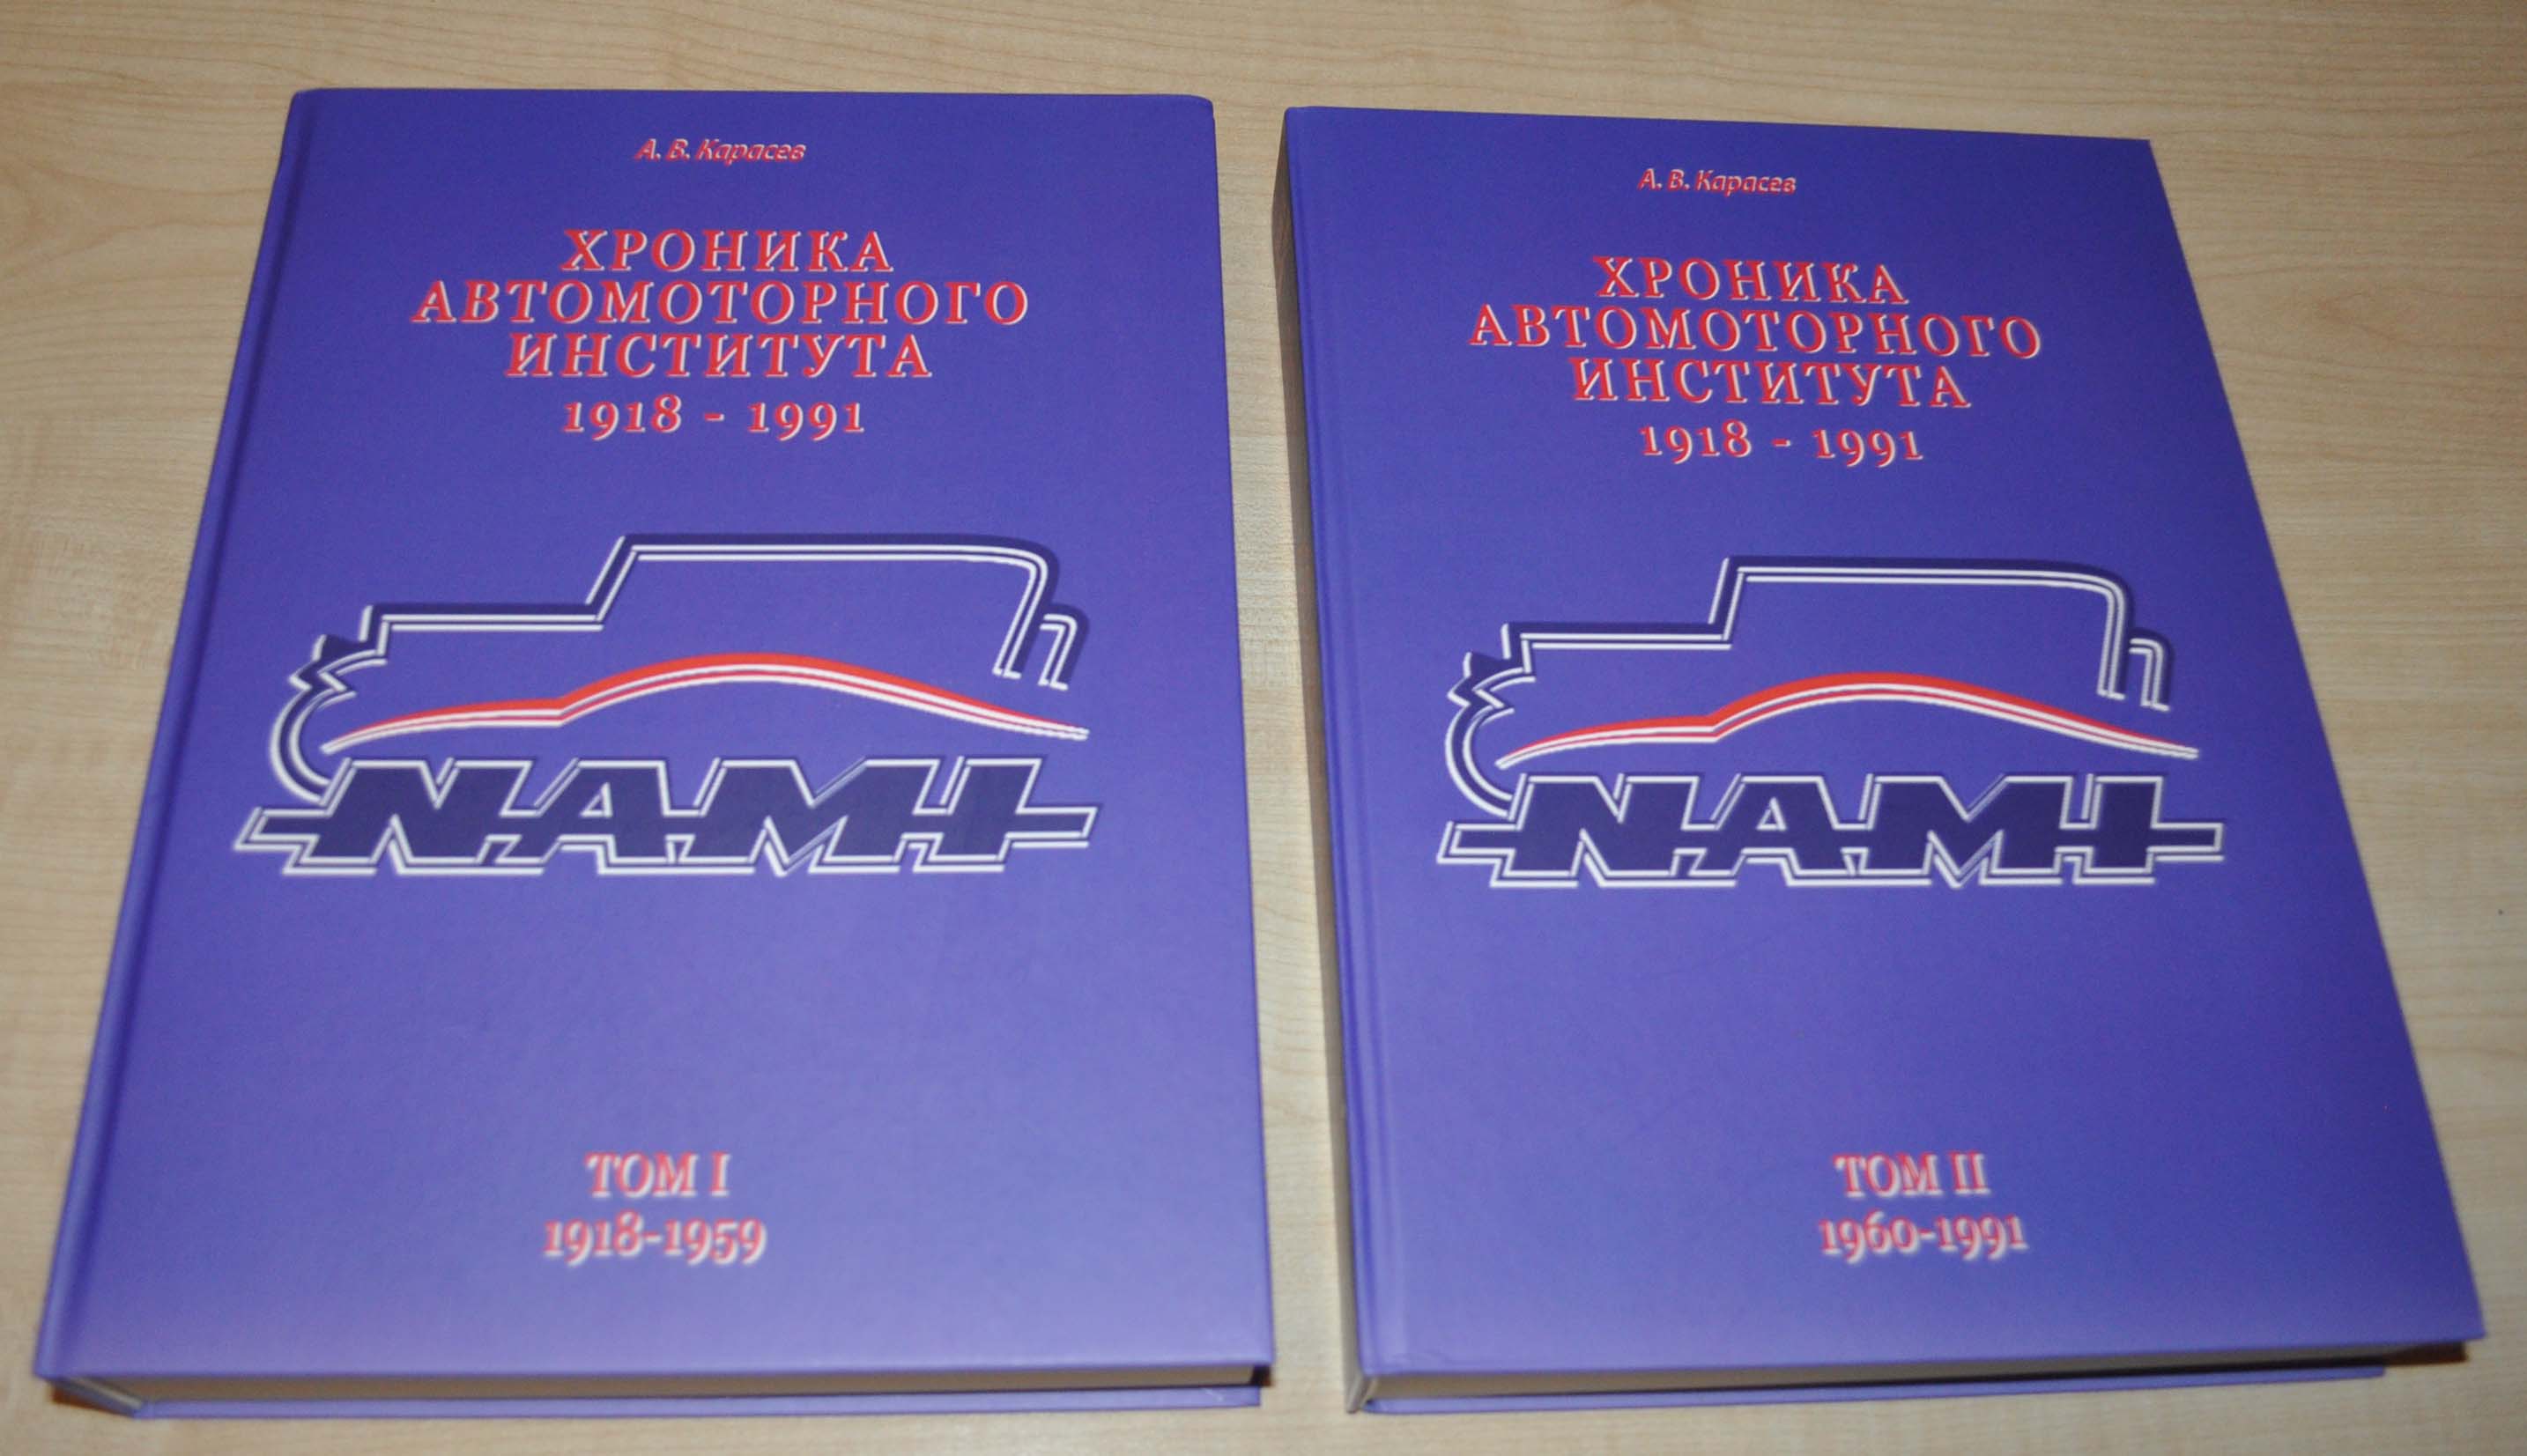 А. В. Карасев
ХРОНИКА
АВТОМОТОРНОГО
ИНСТИТУТА
1918 - 1991
NAMI
ТОМ I
1918-1959
А. В. Карасев
ХРОНИКА
АВТОМОТОРНОГО
ИНСТИТУТА
1918 - 1991
NAMI
ТОМ II
1960-1991